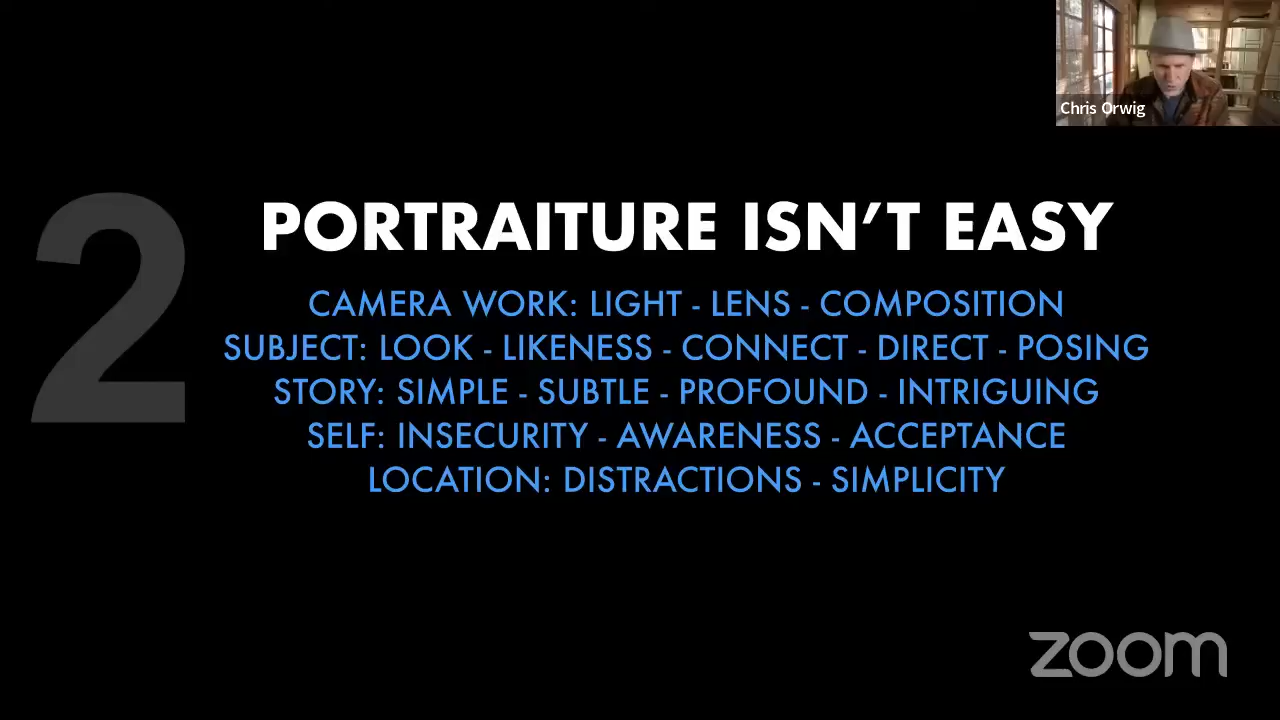 Chris Orwig
2
PORTRAITURE ISN’T EASY
CAMERA WORK: LIGHT - LENS - COMPOSITION
SUBJECT: LOOK - LIKENESS - CONNECT - DIRECT - POSING
STORY: SIMPLE - SUBTLE - PROFOUND - INTRIGUING
SELF: INSECURITY - AWARENESS - ACCEPTANCE
LOCATION: DISTRACTIONS - SIMPLICITY
zoom